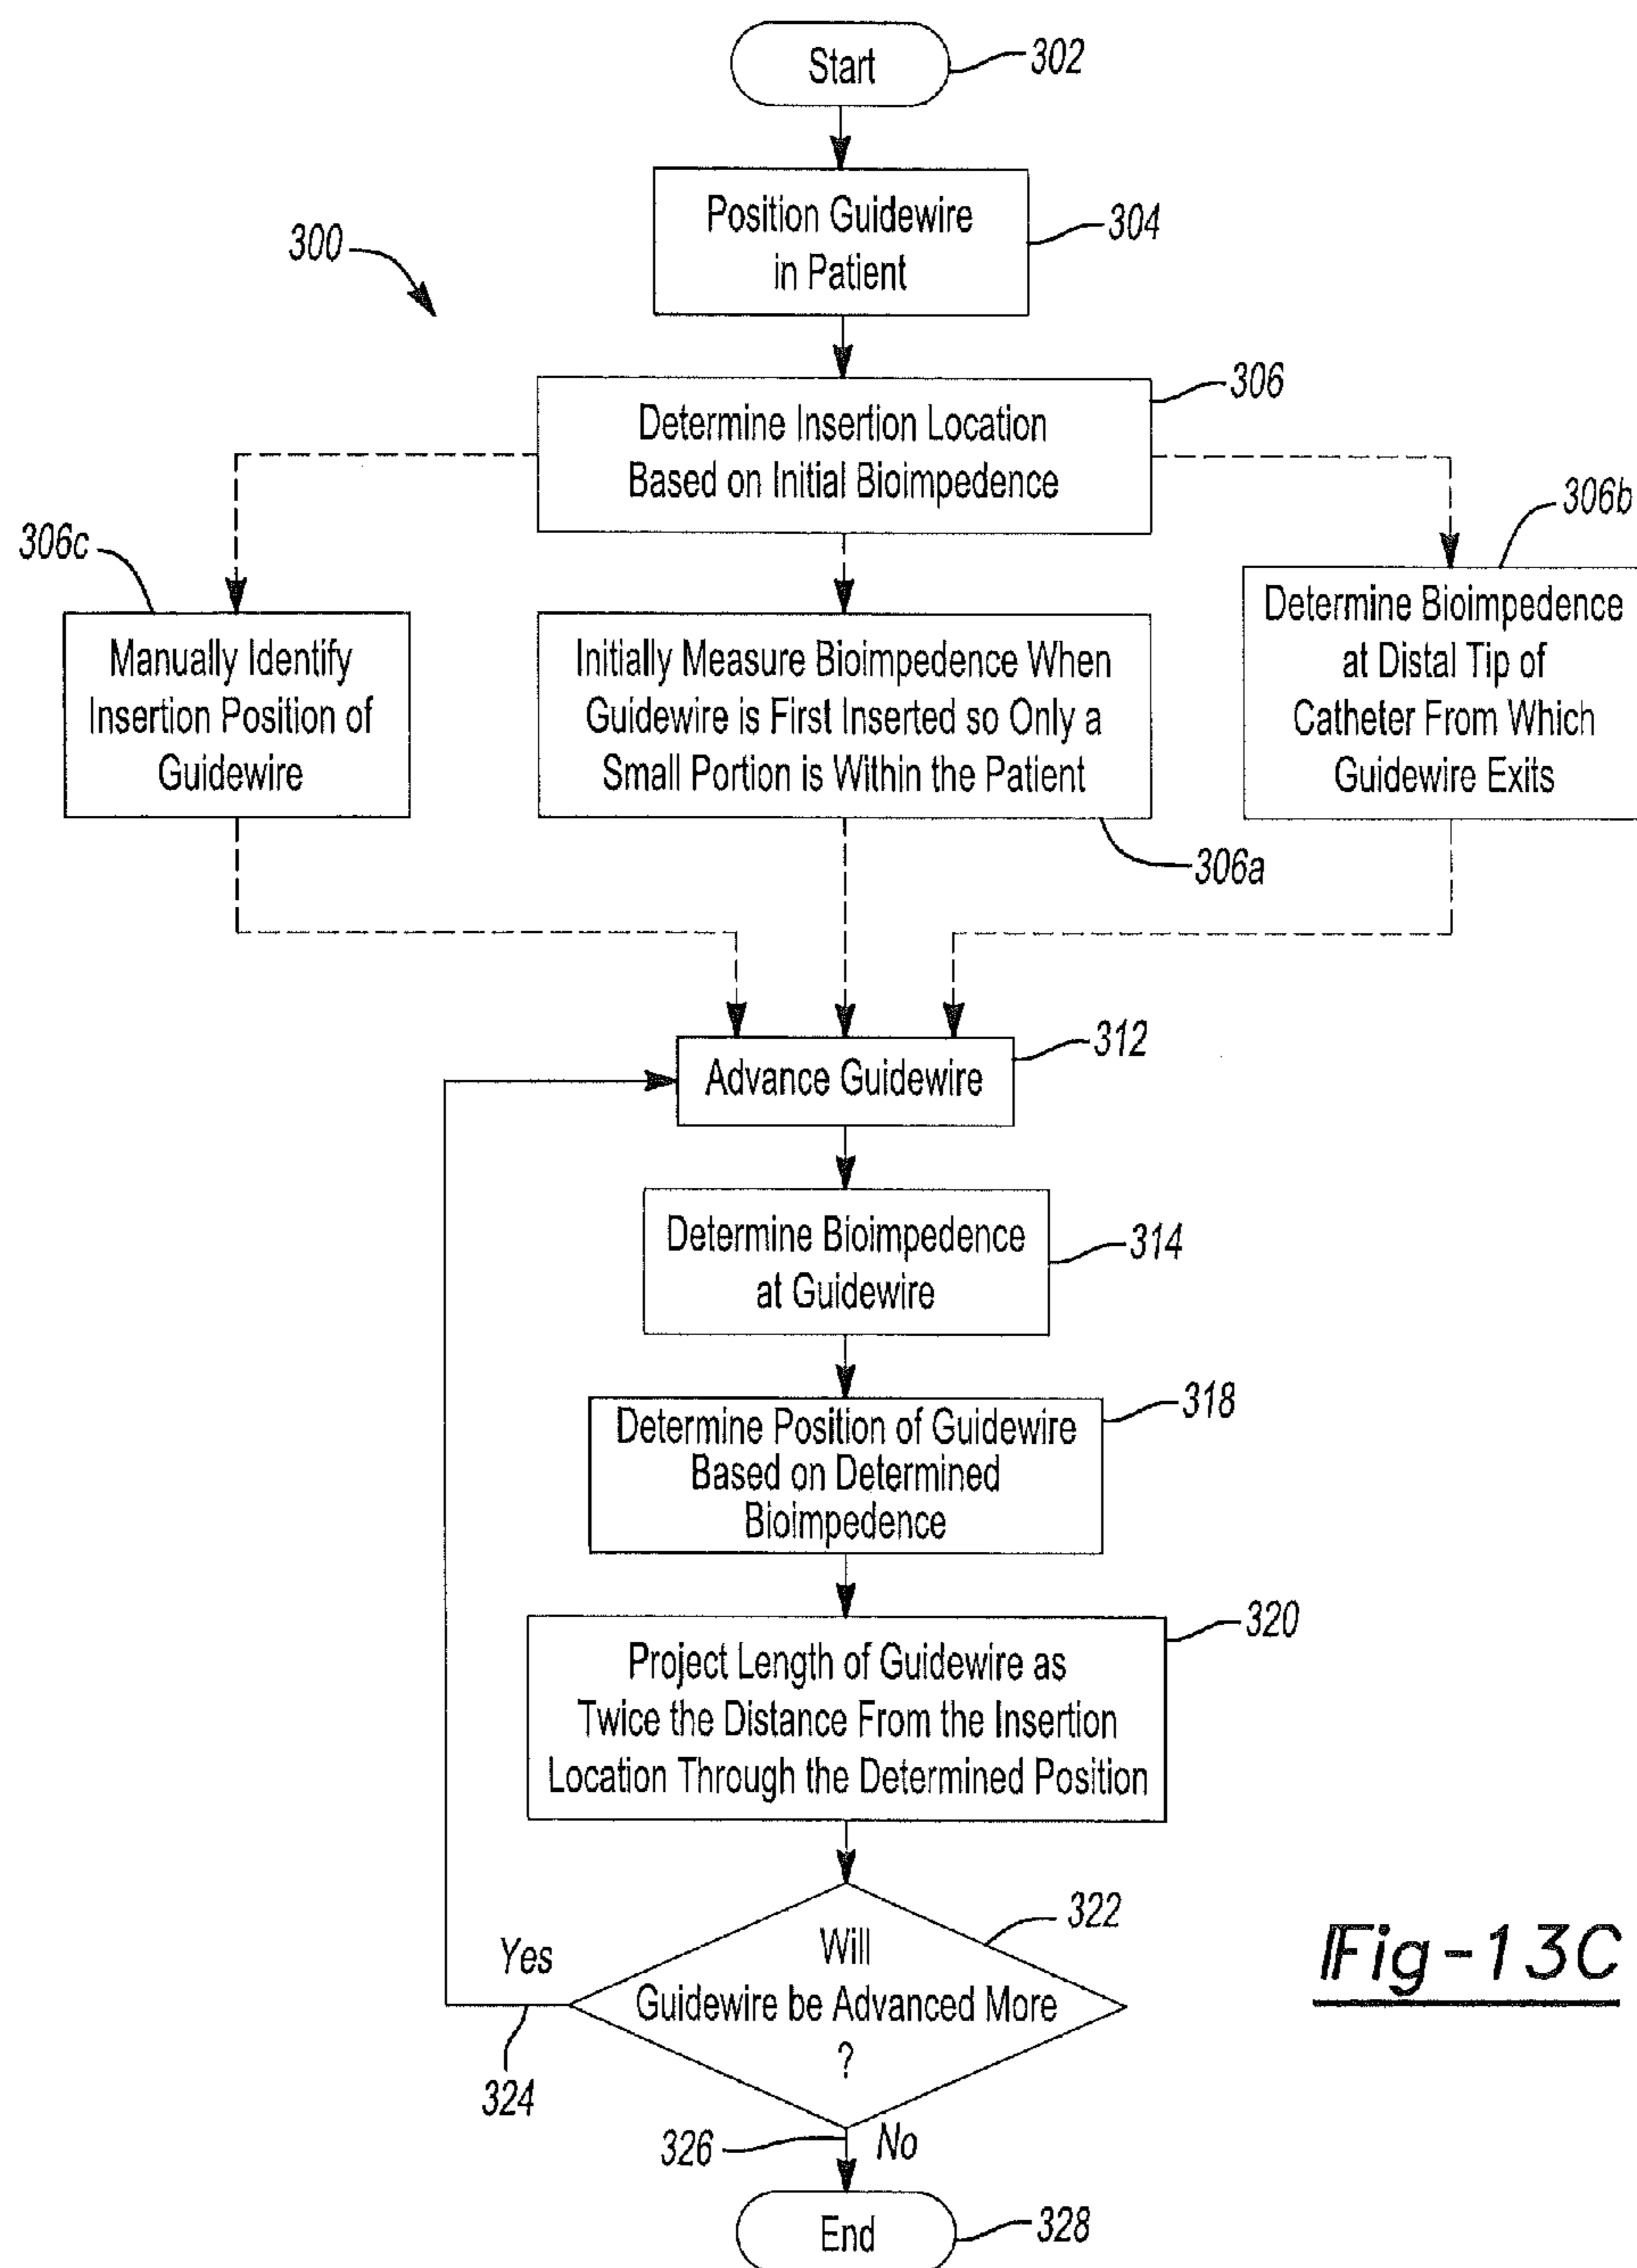 Start
302
Position Guidewire
in Patient
304
300
306
Determine Insertion Location
Based on Initial Bioimpedence
306c
306b
Manually Identify
Insertion Position of
Guidewire
Initially Measure Bioimpedence When
Guidewire is First Inserted so Only a
Small Portion is Within the Patient
306a
Determine Bioimpedence
at Distal Tip of
Catheter From Which
Guidewire Exits
312
Advance Guidewire
Determine Bioimpedence
at Guidewire
314
318
Determine Position of Guidewire
Based on Determined
Bioimpedence
320
Project Length of Guidewire as
Twice the Distance From the Insertion
Location Through the Determined Position
322
Will
Guidewire be Advanced More
?
Yes
324
326
No
End
328
Fig-13C